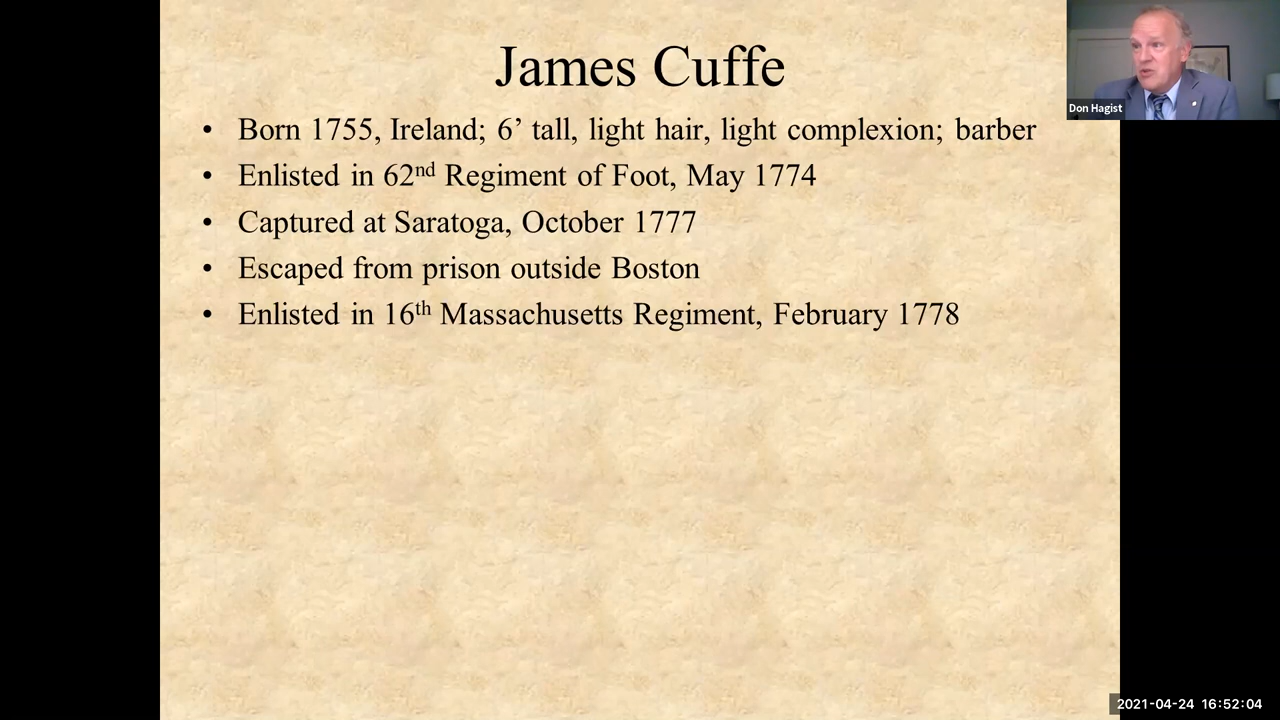 James Cuffe
Don Hagist
• Born 1755, Ireland; 6’ tall, light hair, light complexion; barber
• Enlisted in 62nd Regiment of Foot, May 1774
• Captured at Saratoga, October 1777
• Escaped from prison outside Boston
• Enlisted in 16th Massachusetts Regiment, February 1778
2021-04-24 16:52:04